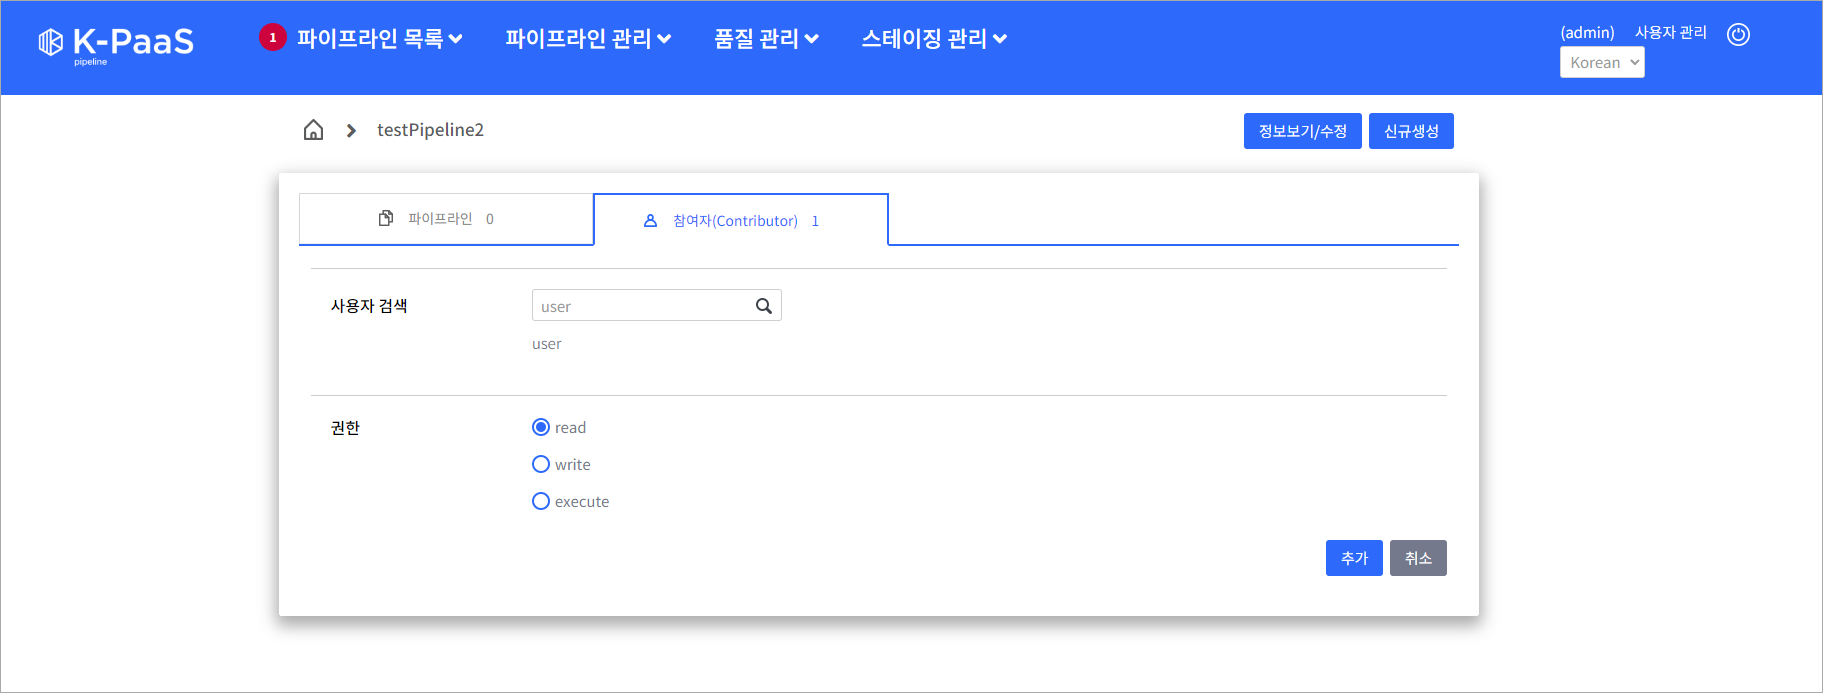 K-PaaS
pipeline
1 파이프라인 목록 파이프라인 관리 품질 관리 스테이징 관리
(admin) 사용자 관리
Korean
testPipeline2
정보보기/수정 신규생성
파이프라인 0
참여자(Contributor) 1
사용자 검색
user
user
권한
read
write
execute
추가 취소